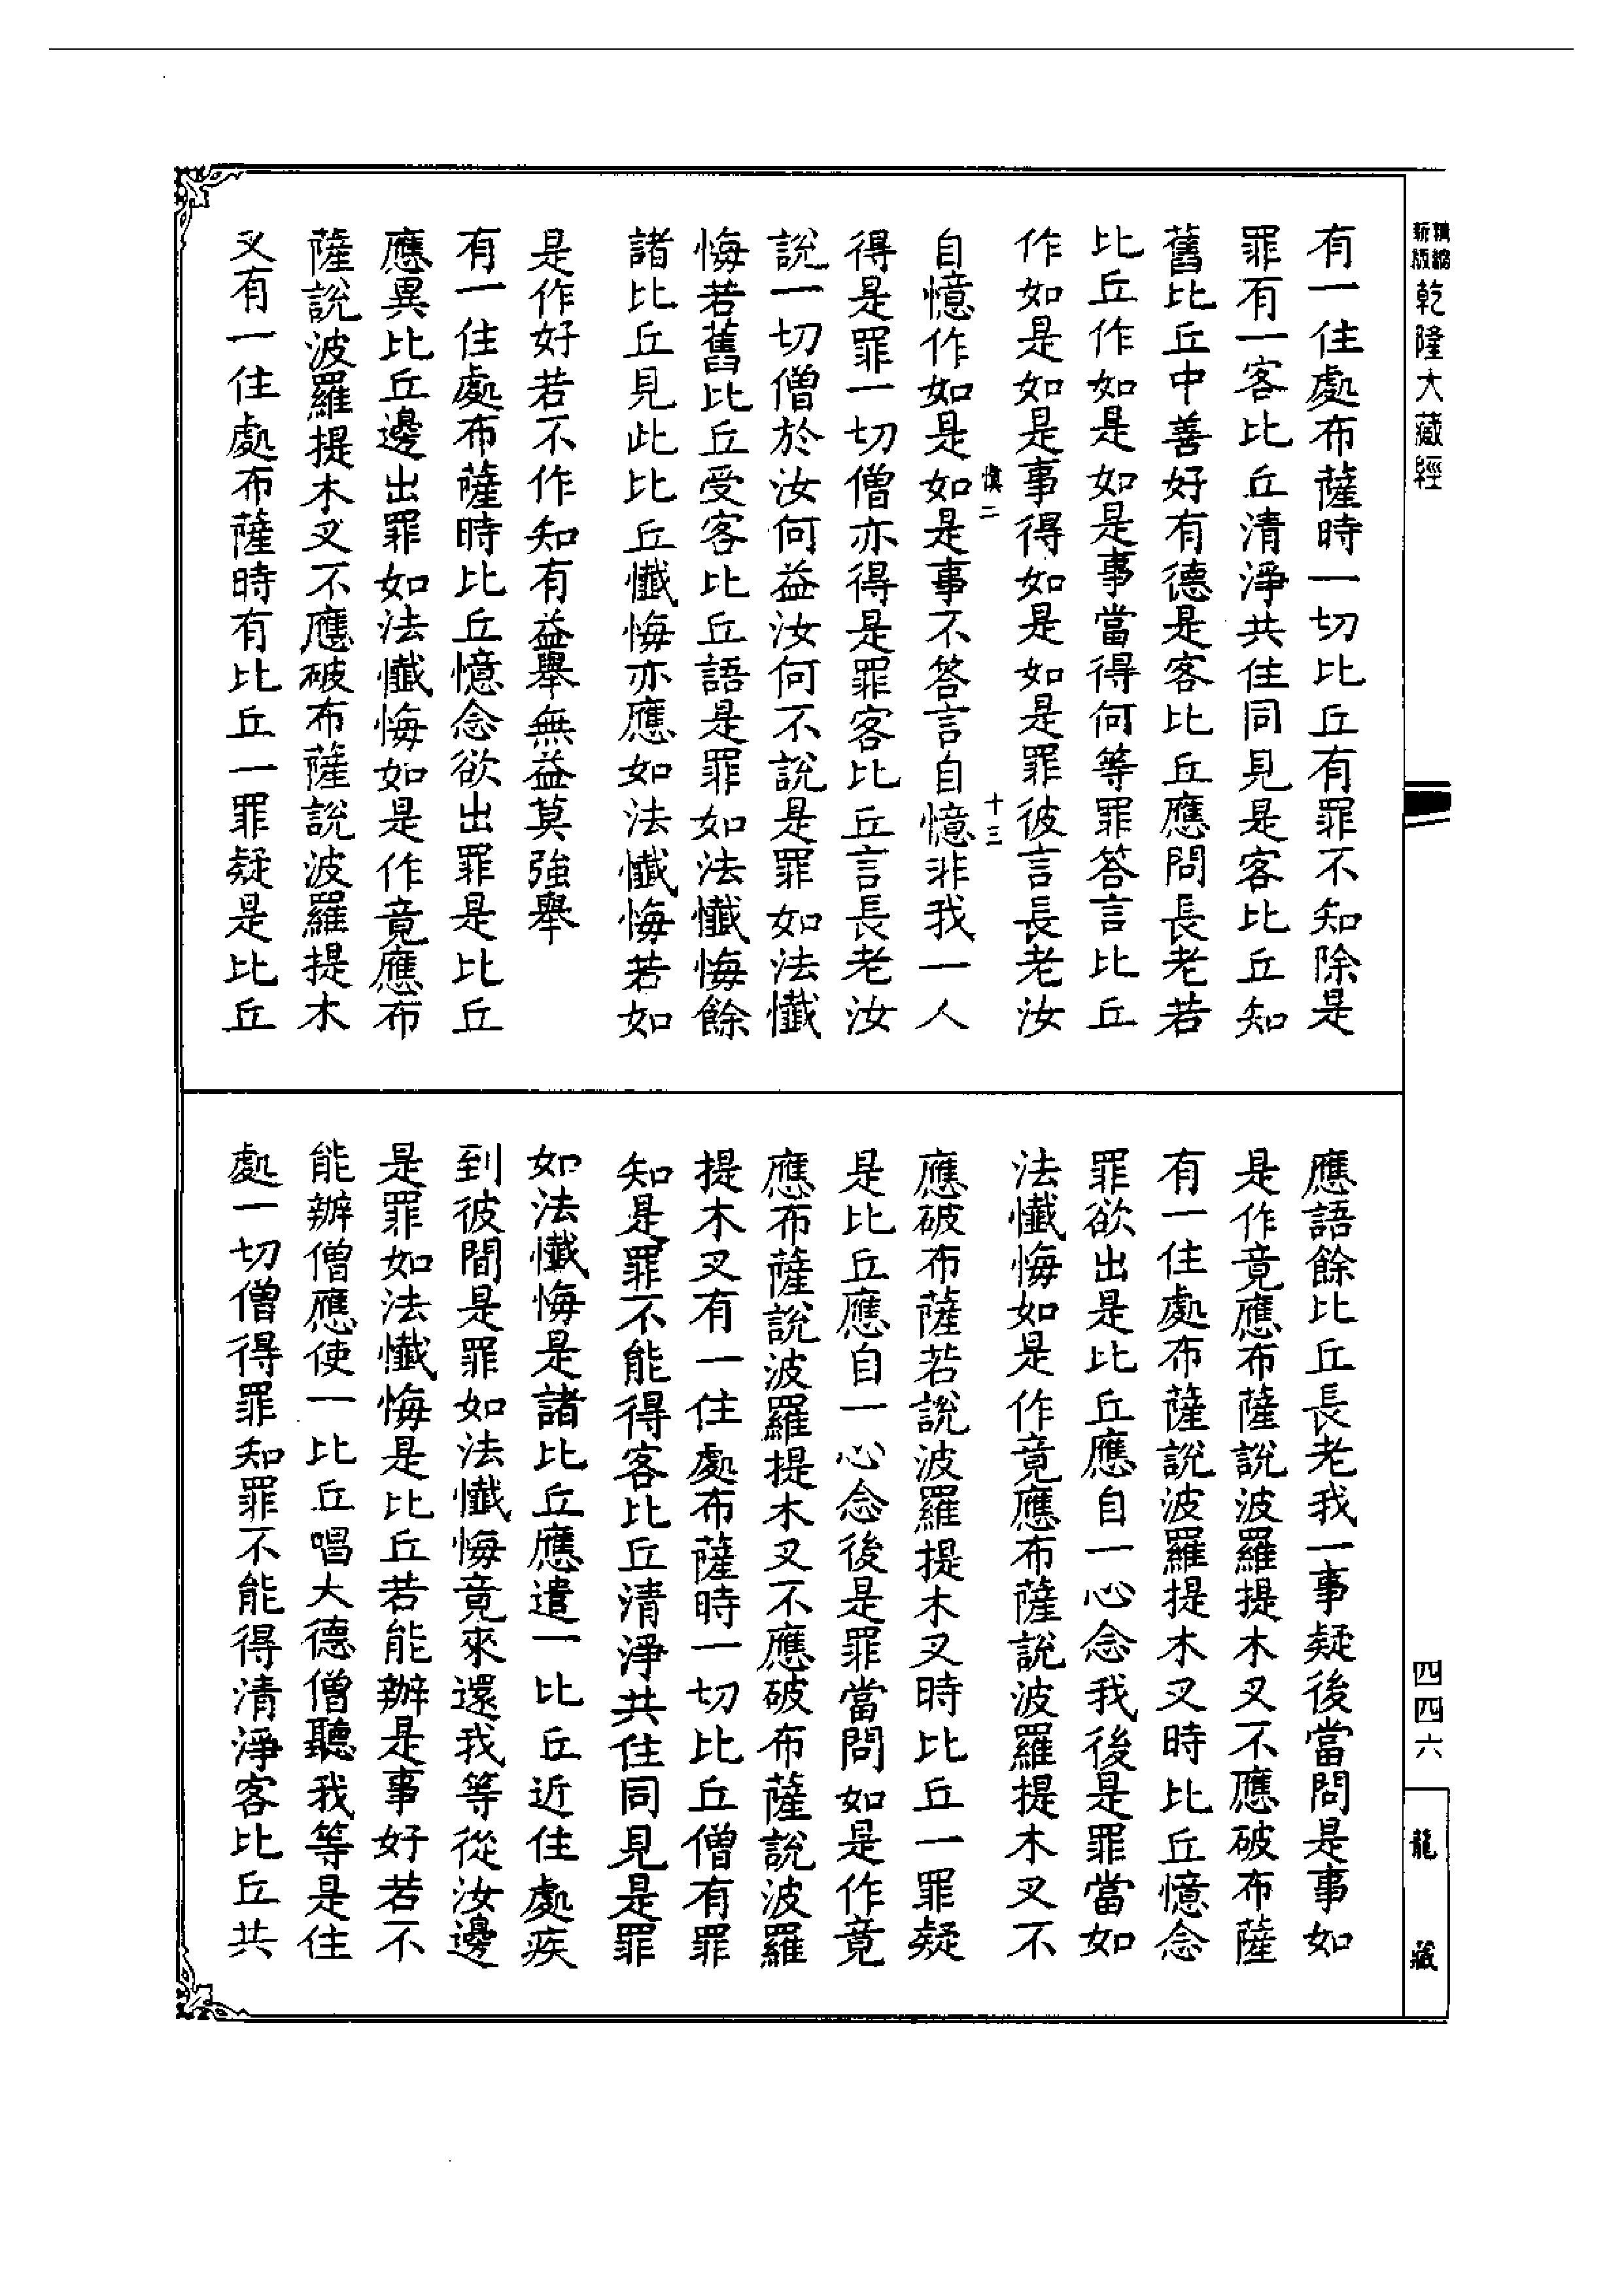 精縮新版乾隆大藏經
有一住處布薩時一切比丘有罪不知除是
罪有一客比丘清淨共住同見是客比丘知
舊比丘中善好有德是客比丘應問長老若
比丘作如是如是事當得何等罪答言比丘
作如是如是事得如是如是罪彼言長老汝
慎二 十三
自憶作如是如是事不答言自憶非我一人
得是罪一切僧亦得是罪客比丘言長老汝
說一切僧於汝何益汝何不說是罪如法懺
悔若舊比丘受客比丘語是罪如法懺悔餘
諸比丘見此比丘懺悔亦應如法懺悔若如
是作好若不作知有益舉無益莫強舉
有一住處布薩時比丘憶念欲出罪是比丘
應異比丘邊出罪如法懺悔如是作竟應布
薩說波羅提木叉不應破布薩說波羅提木
叉有一住處布薩時有比丘一罪疑是比丘
應語餘比丘長老我一事疑後當問是事如
是作竟應布薩說波羅提木叉不應破布薩
有一住處布薩說波羅提木叉時比丘憶念
罪欲出是比丘應自一心念我後是罪當如
法懺悔如是作竟應布薩說波羅提木叉不
應破布薩若說波羅提木叉時比丘一罪疑
是比丘應自一心念後是罪當問如是作竟
應布薩說波羅提木叉不應破布薩說波羅
提木叉有一住處布薩時一切比丘僧有罪
知是罪不能得客比丘清淨共住同見是罪
如法懺悔是諸比丘應遣一比丘近住處疾
到彼間是罪如法懺悔竟來還我等從汝邊
是罪如法懺悔是比丘若能辦是事好若不
能辦僧應使一比丘唱大德僧聽我等是住
處一切僧得罪知罪不能得清淨客比丘共
四四六
龍藏